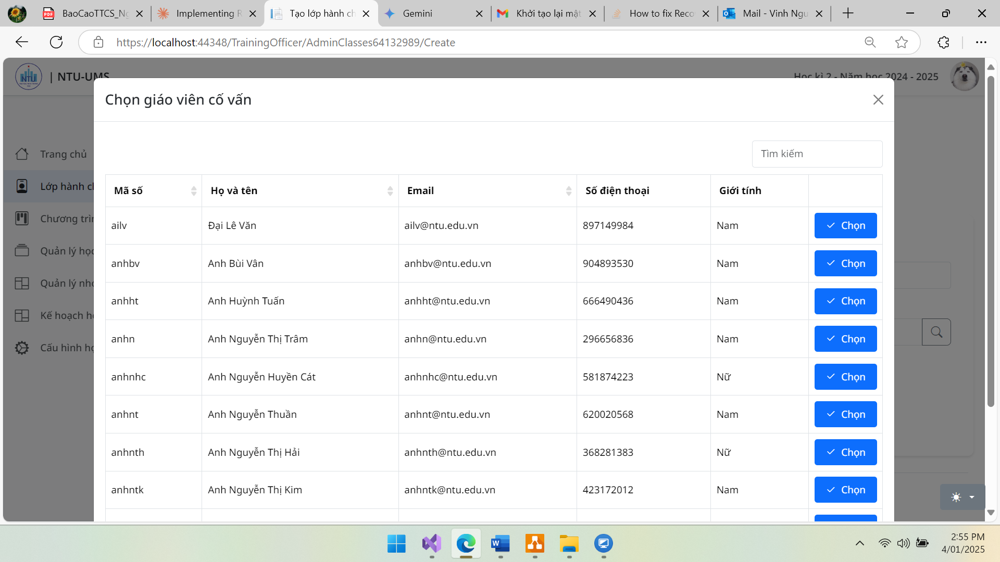 BaoCaoTTCS_Ng
Implementing R
Tạo lớp hành ch
Gemini
Khởi tạo lại mật
How to fix Reco
Mail - Vinh Ngu
https://localhost:44348/TrainingOfficer/AdminClasses64132989/Create
NTU
| NTU-UMS
Học kì 2 - Năm học 2024 - 2025
Chọn giáo viên cố vấn
Tìm kiếm
Trang chủ
Lớp hành ch
Chương trìn
Quản lý học
Quản lý nhó
Kế hoạch họ
Cấu hình họ
Mã số Họ và tên Email Số điện thoại Giới tính
ailv Đại Lê Văn ailv@ntu.edu.vn 897149984 Nam Chọn
anhbv Anh Bùi Vân anhbv@ntu.edu.vn 904893530 Nam Chọn
anhht Anh Huỳnh Tuấn anhht@ntu.edu.vn 666490436 Nam Chọn
anhn Anh Nguyễn Thị Trâm anhn@ntu.edu.vn 296656836 Nam Chọn
anhnhc Anh Nguyễn Huyền Cát anhnhc@ntu.edu.vn 581874223 Nữ Chọn
anhnt Anh Nguyễn Thuần anhnt@ntu.edu.vn 620020568 Nam Chọn
anhnth Anh Nguyễn Thị Hải anhnth@ntu.edu.vn 368281383 Nữ Chọn
anhntk Anh Nguyễn Thị Kim anhntk@ntu.edu.vn 423172012 Nam Chọn
2:55 PM
4/01/2025